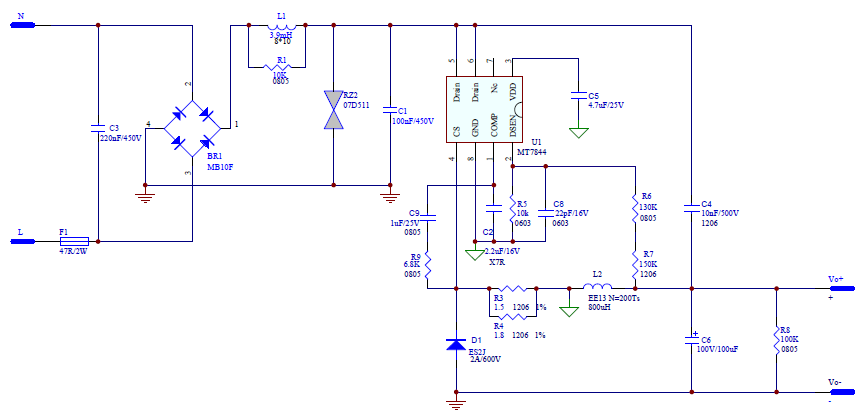 N
L1
3.9mH
8*10
R1
10K
0805
2
4
1
3
BR1
MB10F
C3
220nF/450V
RZ2
07D511
C1
100nF/450V
5
6
7
3
Drain
Drain
Nc
VDD
CS
GND
COMP
DSEN
4
8
1
2
U1
MT7844
C5
4.7uF/25V
L
F1
47R/2W
C9
1uF/25V
0805
R9
6.8K
0805
C2
2.2uF/16V
X7R
R5
10k
0603
C8
22pF/16V
0603
R6
130K
0805
R7
150K
1206
C4
10nF/500V
1206
R3
1.5 1206 1%
R4
1.8 1206 1%
L2
EE13 N=200Ts
800uH
Vo+
+
D1
ES2J
2A/600V
+
C6
100V/100uF
R8
100K
0805
Vo-
-